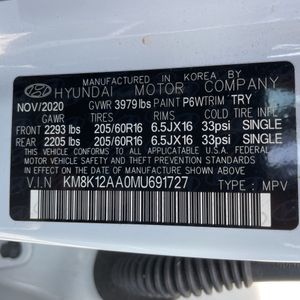 MANUFACTURED IN KOREA BY
HYUNDAI MOTOR COMPANY
NOV/2020 GVWR 3979lbs PAINT P6W TRIM TRY
GAWR TIRES RIMS
FRONT 2293 lbs 205/60R16 6.5JX16 33psi SINGLE
GAWR TIRES RIMS
REAR 2205 lbs 205/60R16 6.5JX16 33psi SINGLE
THIS VEHICLE CONFORMS TO ALL APPLICABLE U.S.A. FEDERAL
MOTOR VEHICLE SAFETY AND THEFT PREVENTION STANDARDS
IN EFFECT ON THE DATE OF MANUFACTURE SHOWN ABOVE.
V.I.N KM8K12AA0MU691727 TYPE: MPV